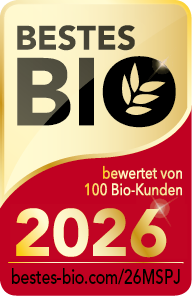 BESTES
BIO
bewertet von
100 Bio-Kunden
2026
bestes-bio.com/26MSPJ